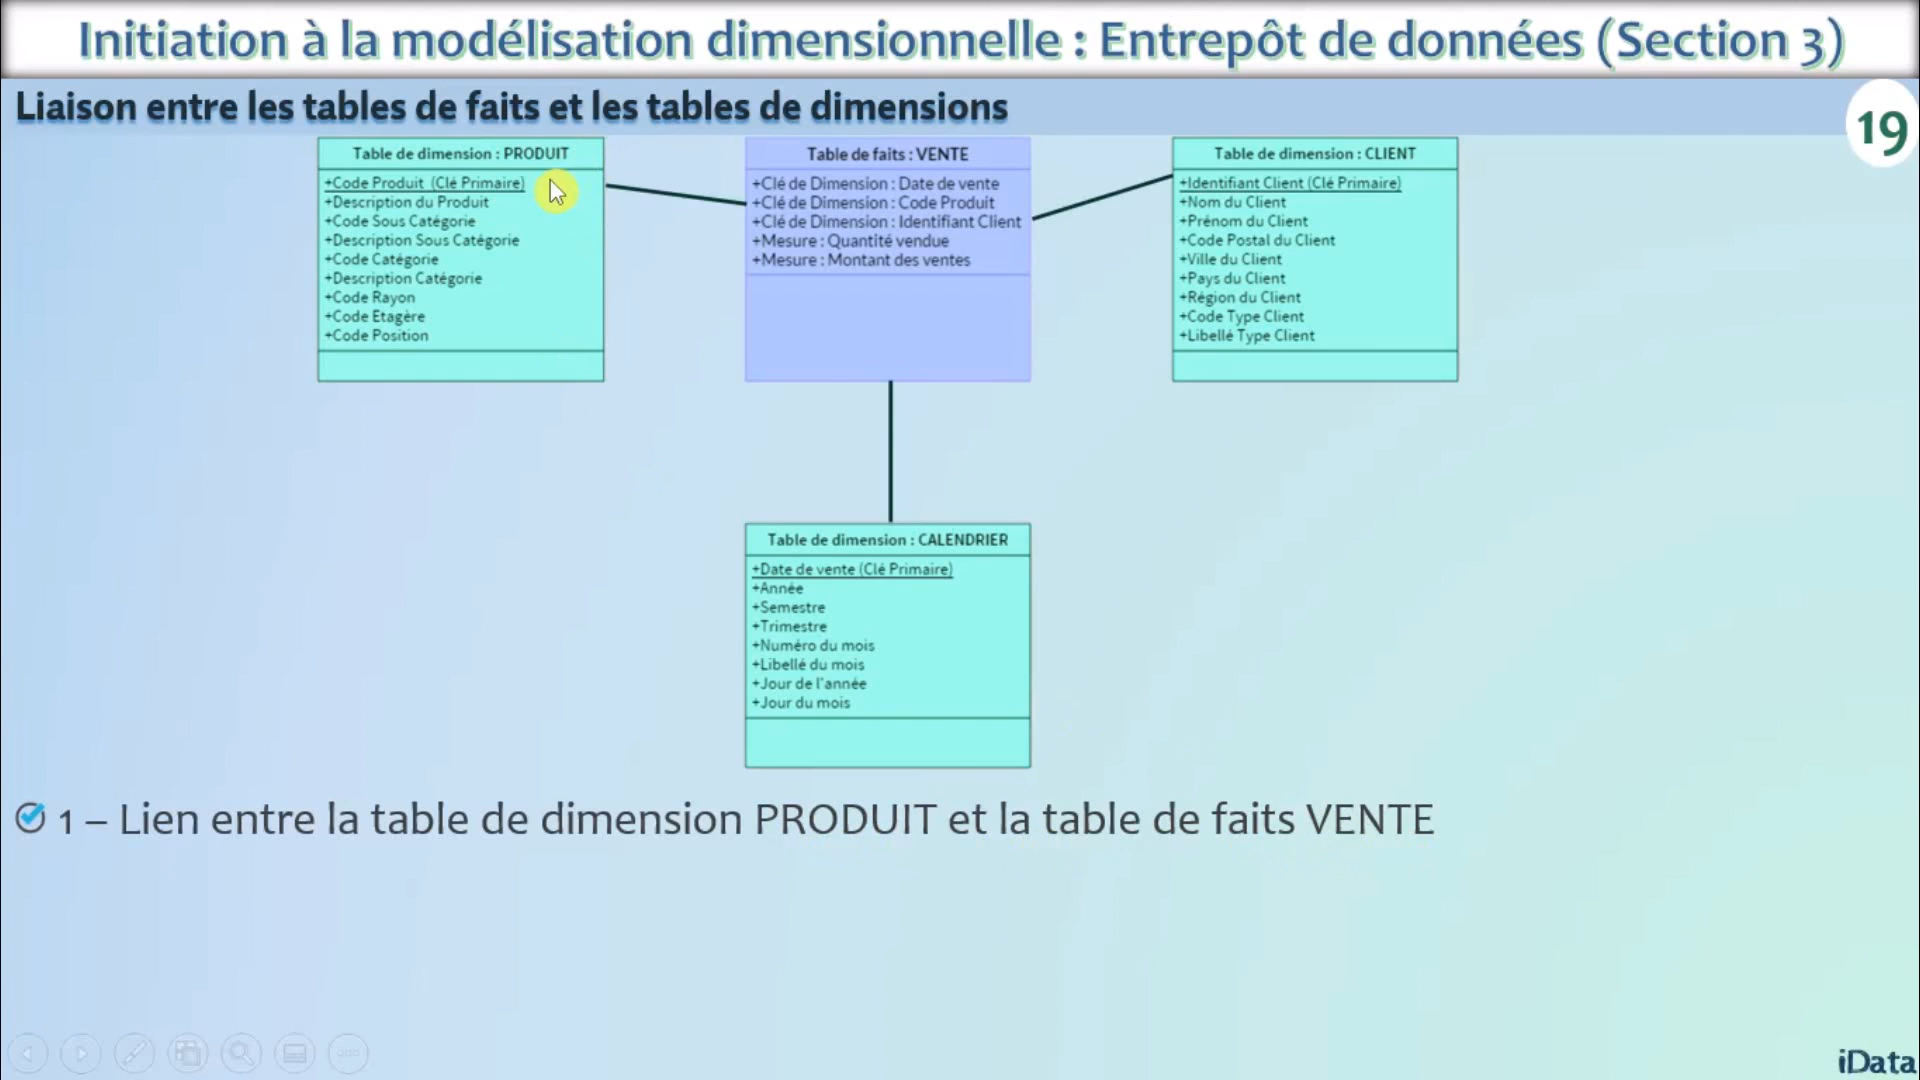 Initiation à la modélisation dimensionnelle : Entrepôt de données (Section 3)
Liaison entre les tables de faits et les tables de dimensions
19
Table de dimension : PRODUIT
+Code Produit (Clé Primaire)
+Description du Produit
+Code Sous Catégorie
+Description Sous Catégorie
+Code Catégorie
+Description Catégorie
+Code Rayon
+Code Etagère
+Code Position
Table de faits : VENTE
+Clé de Dimension : Date de vente
+Clé de Dimension : Code Produit
+Clé de Dimension : Identifiant Client
+Mesure : Quantité vendue
+Mesure : Montant des ventes
Table de dimension : CLIENT
+Identifiant Client (Clé Primaire)
+Nom du Client
+Prénom du Client
+Code Postal du Client
+Ville du Client
+Pays du Client
+Région du Client
+Code Type Client
+Libellé Type Client
Table de dimension : CALENDRIER
+Date de vente (Clé Primaire)
+Année
+Semestre
+Trimestre
+Numéro du mois
+Libellé du mois
+Jour de l'année
+Jour du mois
1 – Lien entre la table de dimension PRODUIT et la table de faits VENTE
iData